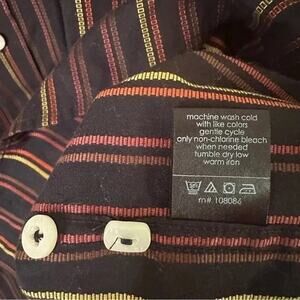 machine wash cold
with like colors
gentle cycle
only non-chlorine bleach
when needed
tumble dry low
warm iron
rn# 108084